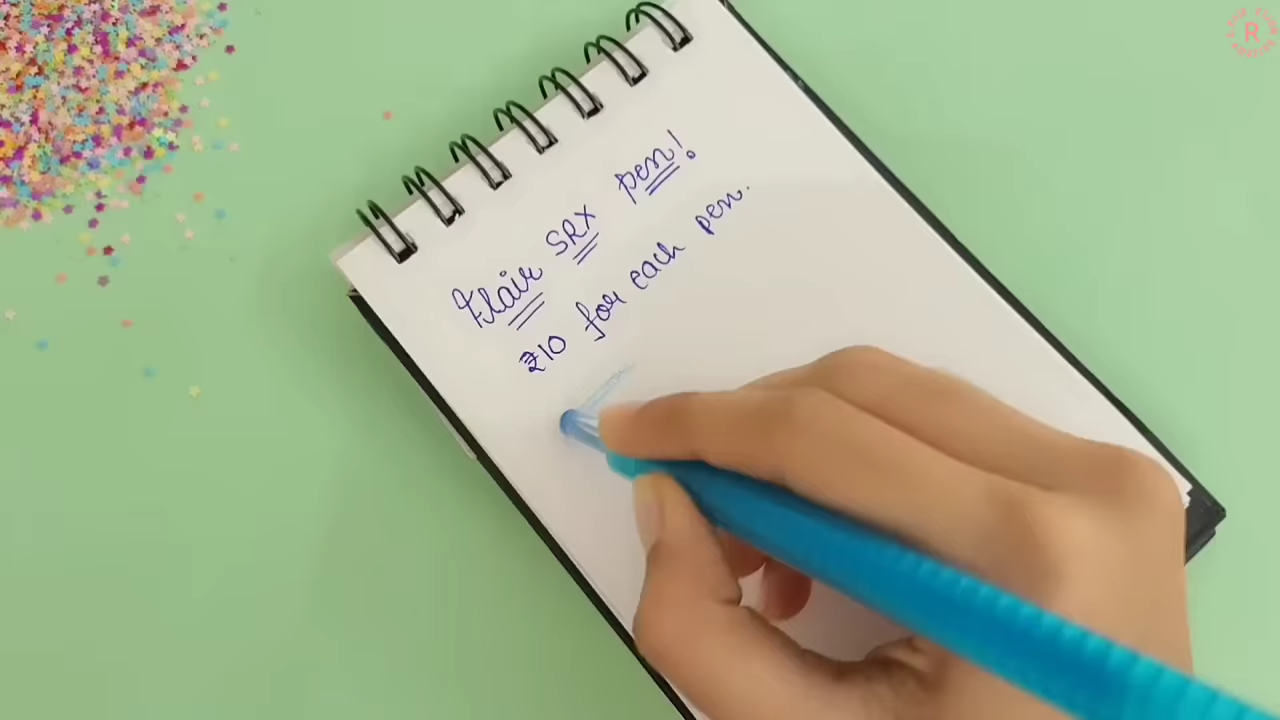 Flair SRX pen!
₹10 for each pen.
R